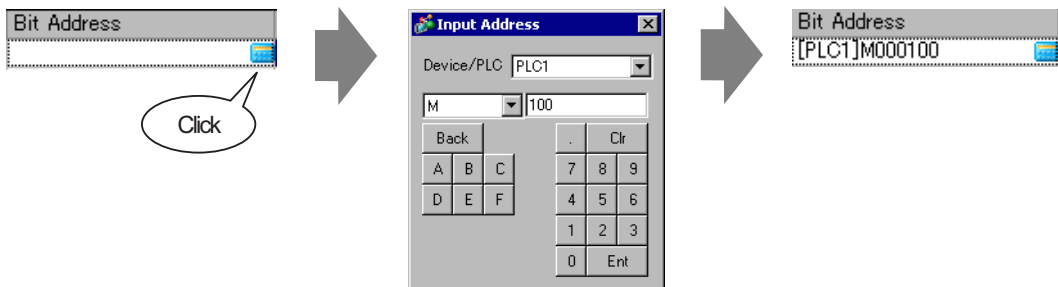 Bit Address
Click
Input Address
Device/PLC PLC1
M 100
Back . Clr
A B C 7 8 9
D E F 4 5 6
1 2 3
0 Ent
Bit Address
[PLC1]M000100